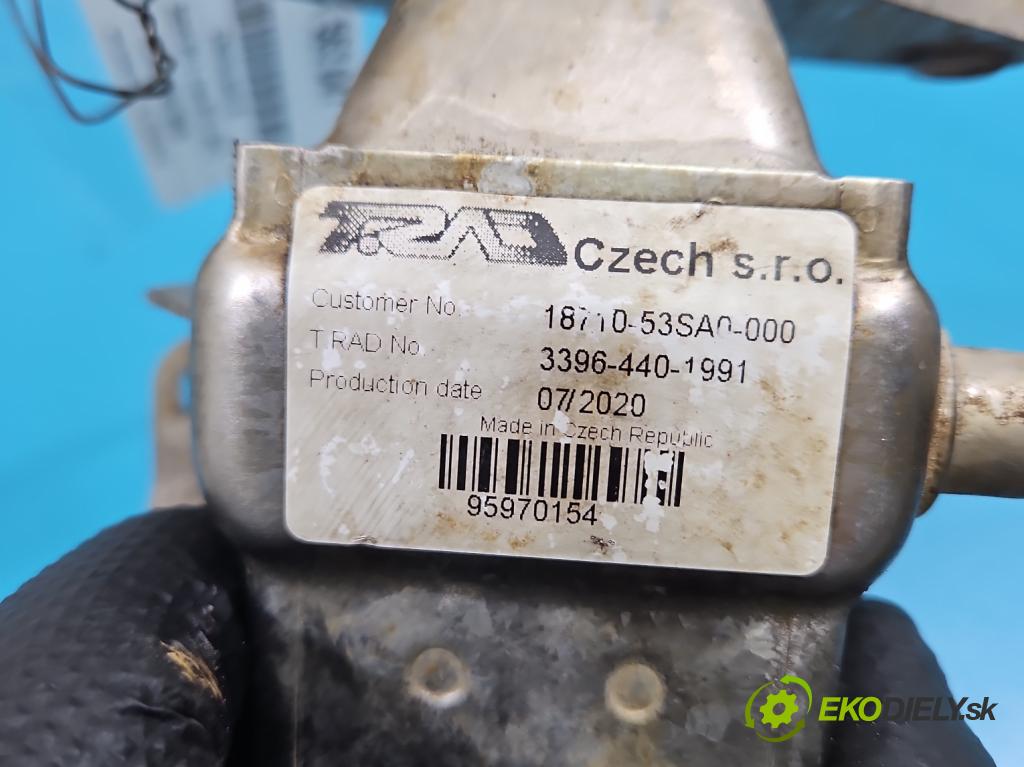 T.RAD Czech s.r.o.
Customer No. 18710-53SA0-000
T.RAD No. 3396-440-1991
Production date 07/2020
Made in Czech Republic
95970154
EKODIELY.sk